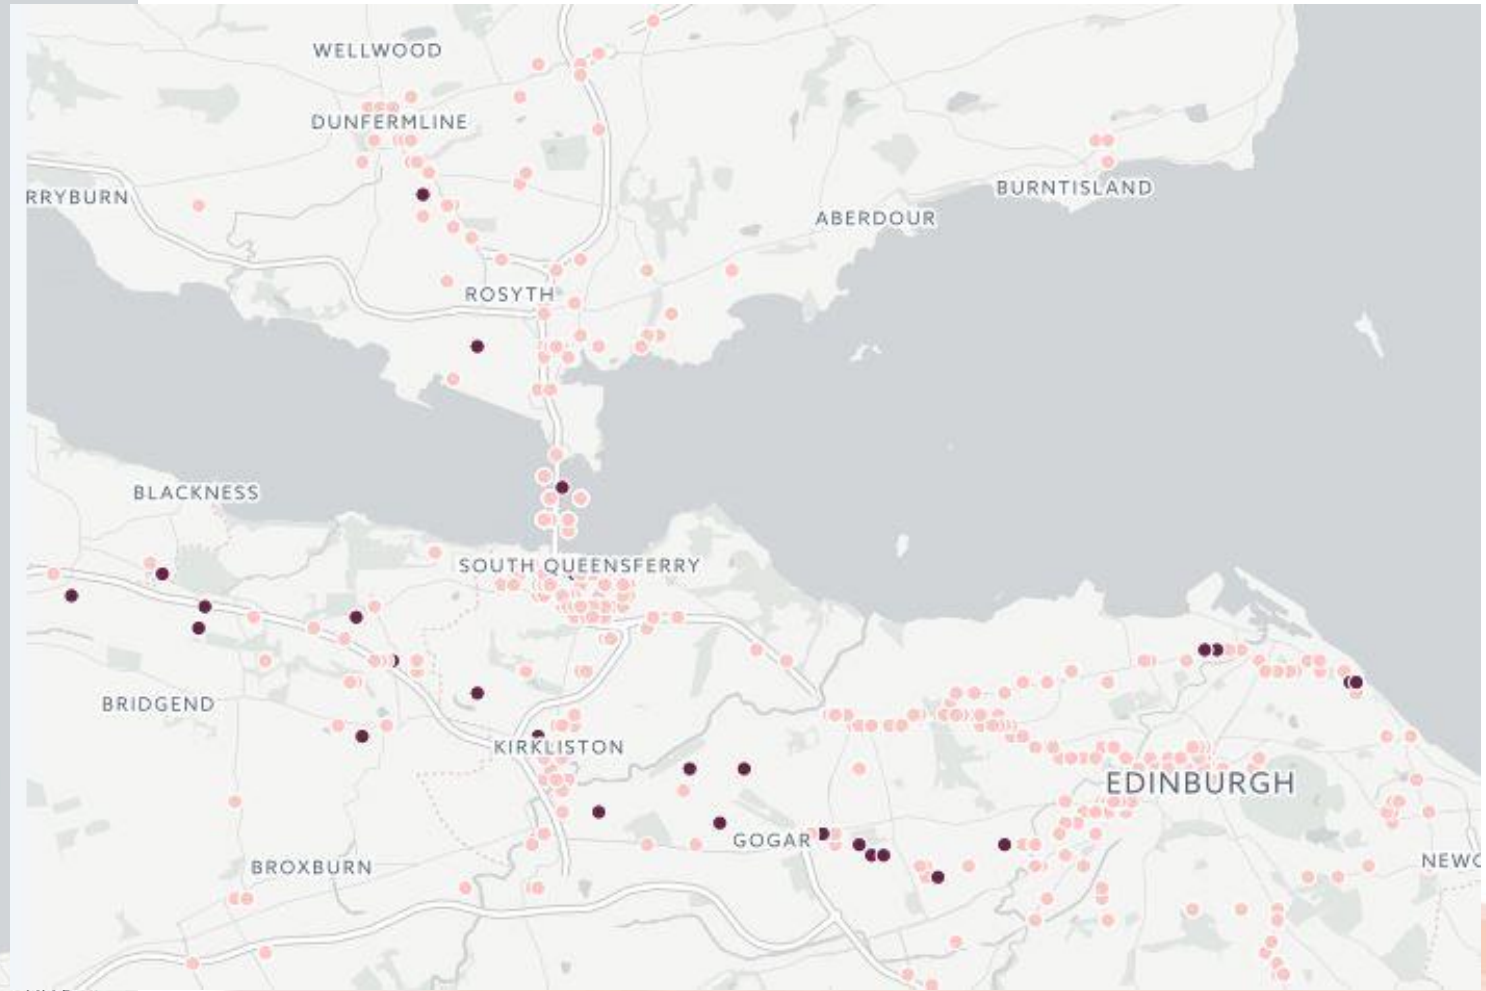 WELLWOOD
DUNFERMLINE
RRYBURN
BURNTISLAND
ABERDOUR
ROSYTH
BLACKNESS
SOUTH QUEENSFERRY
BRIDGEND
KIRKLISTON
EDINBURGH
GOGAR
BROXBURN
NEWC